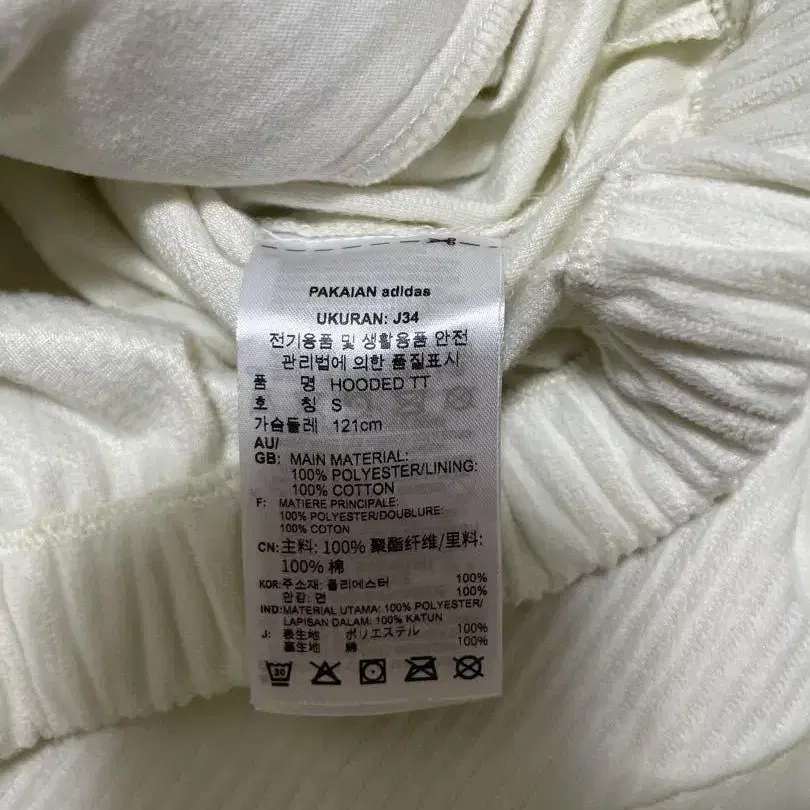 PAKAIAN adidas
UKURAN: J34
전기용품 및 생활용품 안전
관리법에 의한 품질표시
품 명 HOODED TT
호 칭 S
가슴둘레 121cm
AU/
GB: MAIN MATERIAL:
100% POLYESTER/LINING:
100% COTTON
F: MATIERE PRINCIPALE:
100% POLYESTER/DOUBLURE:
100% COTON
CN: 主料: 100% 聚酯纤维/里料:
100% 棉
KOR: 주소재: 폴리에스터 100%
안감: 면 100%
IND: MATERIAL UTAMA: 100% POLYESTER/
LAPISAN DALAM: 100% KATUN
J: 表生地 ポリエステル 100%
裏生地 綿 100%
30